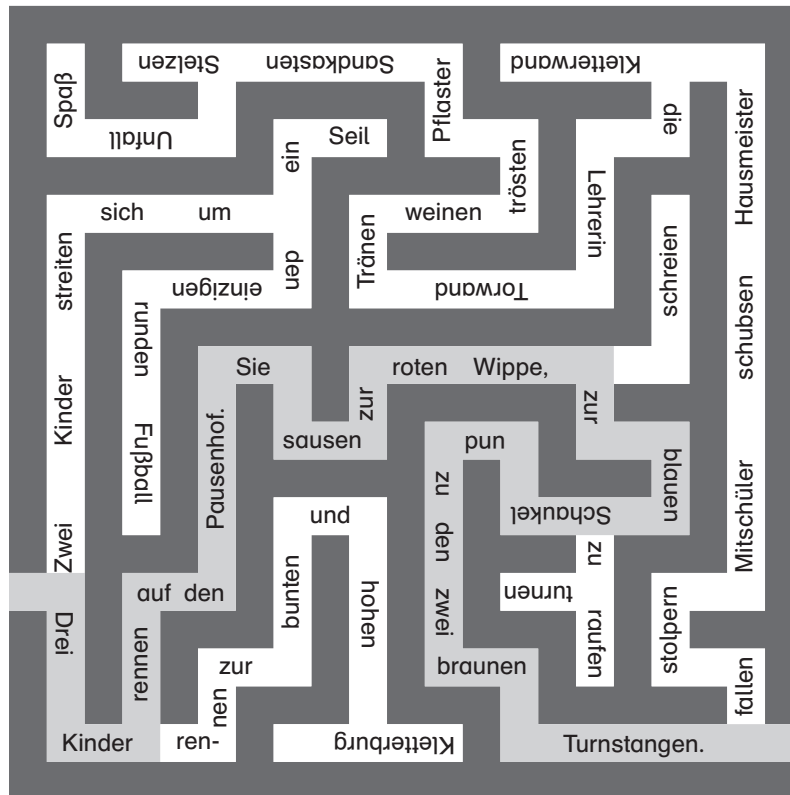 Stelzen
Sandkasten
Kletterwand
Spaß
Unfall
Pflaster
die
Hausmeister
ein
Seil
trösten
Lehrerin
sich um
weinen
Tränen
streiten
den
einzigen
Torwand
schreien
runden
schubsen
Sie
roten Wippe,
zur
zur
Kinder
Fußball
Pausenhof.
sausen
und
blauen
zu den zwei
Schaukel
Mitschüler
Zwei
und
zu
auf den
bunten
hohen
turnen
raufen
stolpern
Drei
rennen
zur
braunen
nen
fallen
Kinder
ren-
Kletterburg
Turnstangen.